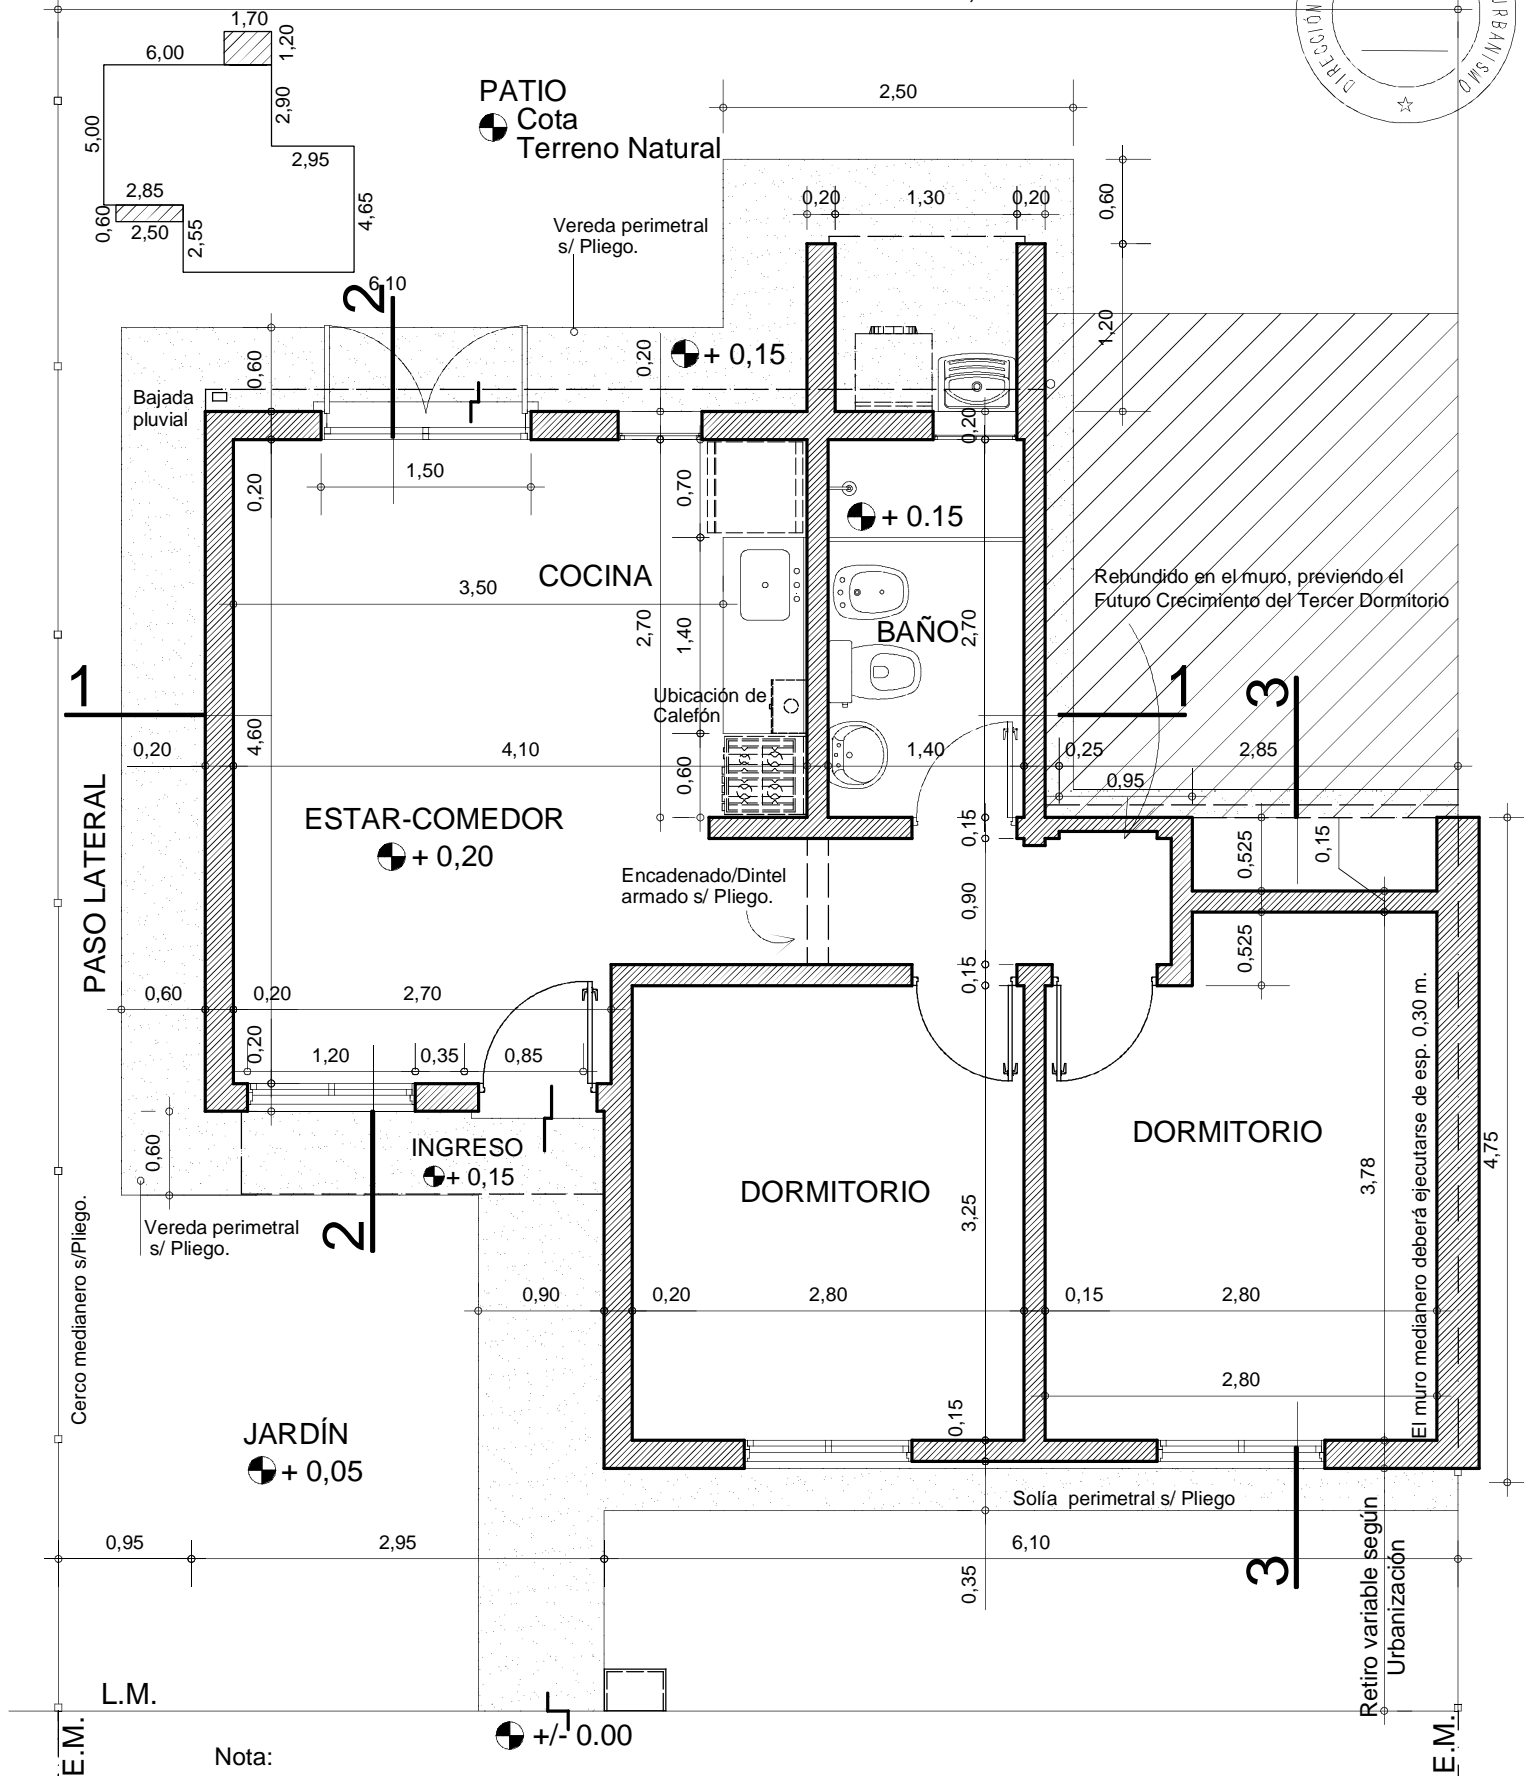 1,70
1,20
6,00
2,90
5,00
2,95
2,85
0,60
2,50
2,55
4,65
PATIO
Cota
Terreno Natural
2,50
DIRECCIÓN
URBANISMO
0,20
1,30
0,20
0,60
Vereda perimetral
s/ Pliego.
6,10
2
1,20
0,60
0,20
+ 0,15
Bajada
pluvial
0,20
0,20
1,50
0,70
+ 0.15
COCINA
3,50
Rehundido en el muro, previendo el
Futuro Crecimiento del Tercer Dormitorio
2,70
1,40
BAÑO
2,70
1
1
3
Ubicación de
Calefón
0,20
4,60
4,10
0,60
1,40
0,25
2,85
0,95
PASO LATERAL
ESTAR-COMEDOR
+ 0,20
0,15
0,525
0,15
Encadenado/Dintel
armado s/ Pliego.
0,90
0,525
0,15
0,60
0,20
2,70
0,20
1,20
0,35
0,85
El muro medianero deberá ejecutarse de esp. 0,30 m.
INGRESO
+ 0,15
0,60
DORMITORIO
DORMITORIO
3,78
4,75
3,25
Vereda perimetral
s/ Pliego.
2
Cerco medianero s/Pliego.
0,90
0,20
2,80
0,15
2,80
2,80
0,15
JARDÍN
+ 0,05
Solía perimetral s/ Pliego
0,95
2,95
6,10
0,35
3
Retiro variable según
Urbanización
L.M.
+/- 0.00
E.M.
E.M.
Nota: